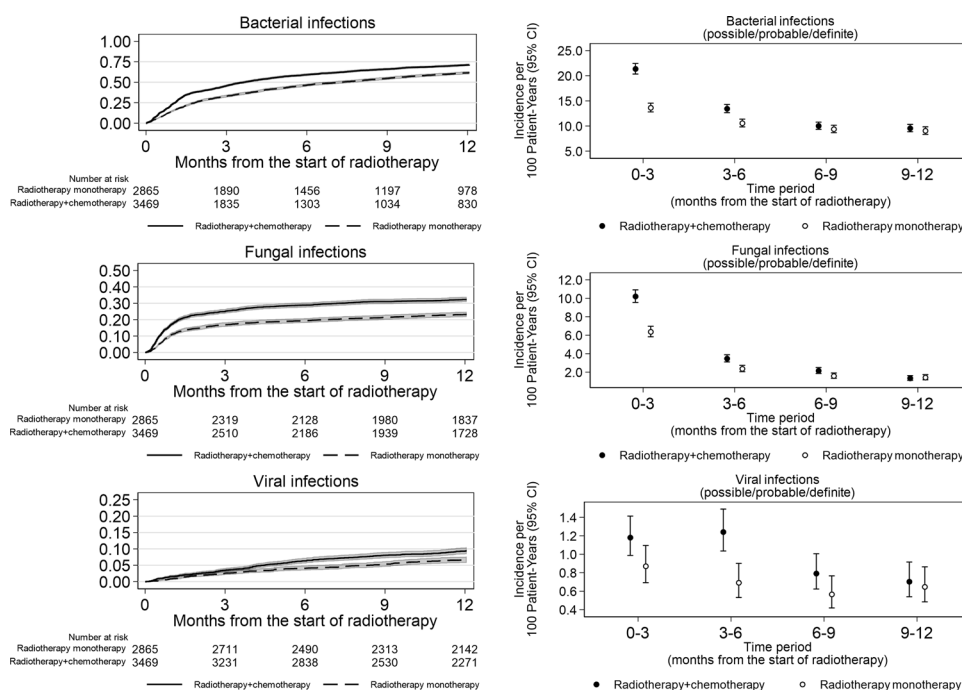 Bacterial infections
1.00
0.75
0.50
0.25
0.00
0 3 6 9 12
Months from the start of radiotherapy
Number at risk
Radiotherapy monotherapy 2865 1890 1456 1197 978
Radiotherapy+chemotherapy 3469 1835 1303 1034 830
Radiotherapy+chemotherapy Radiotherapy monotherapy
Bacterial infections
(possible/probable/definite)
Incidence per
100 Patient-Years (95% CI)
25.0
20.0
15.0
10.0
5.0
0-3 3-6 6-9 9-12
Time period
(months from the start of radiotherapy)
Radiotherapy+chemotherapy Radiotherapy monotherapy
Fungal infections
0.50
0.40
0.30
0.20
0.10
0.00
0 3 6 9 12
Months from the start of radiotherapy
Number at risk
Radiotherapy monotherapy 2865 2319 2128 1980 1837
Radiotherapy+chemotherapy 3469 2510 2186 1939 1728
Radiotherapy+chemotherapy Radiotherapy monotherapy
Fungal infections
(possible/probable/definite)
Incidence per
100 Patient-Years (95% CI)
12.0
10.0
8.0
6.0
4.0
2.0
0-3 3-6 6-9 9-12
Time period
(months from the start of radiotherapy)
Radiotherapy+chemotherapy Radiotherapy monotherapy
Viral infections
0.25
0.20
0.15
0.10
0.05
0.00
0 3 6 9 12
Months from the start of radiotherapy
Number at risk
Radiotherapy monotherapy 2865 2711 2490 2313 2142
Radiotherapy+chemotherapy 3469 3231 2838 2530 2271
Radiotherapy+chemotherapy Radiotherapy monotherapy
Viral infections
(possible/probable/definite)
Incidence per
100 Patient-Years (95% CI)
1.4
1.2
1.0
0.8
0.6
0.4
0-3 3-6 6-9 9-12
Time period
(months from the start of radiotherapy)
Radiotherapy+chemotherapy Radiotherapy monotherapy